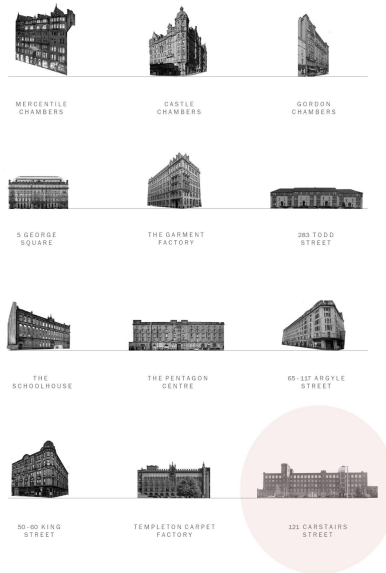 MERCENTILE
CHAMBERS
CASTLE
CHAMBERS
GORDON
CHAMBERS
5 GEORGE
SQUARE
THE GARMENT
FACTORY
283 TODD
STREET
THE
SCHOOLHOUSE
THE PENTAGON
CENTRE
65-117 ARGYLE
STREET
50-60 KING
STREET
TEMPLETON CARPET
FACTORY
121 CARSTAIRS
STREET